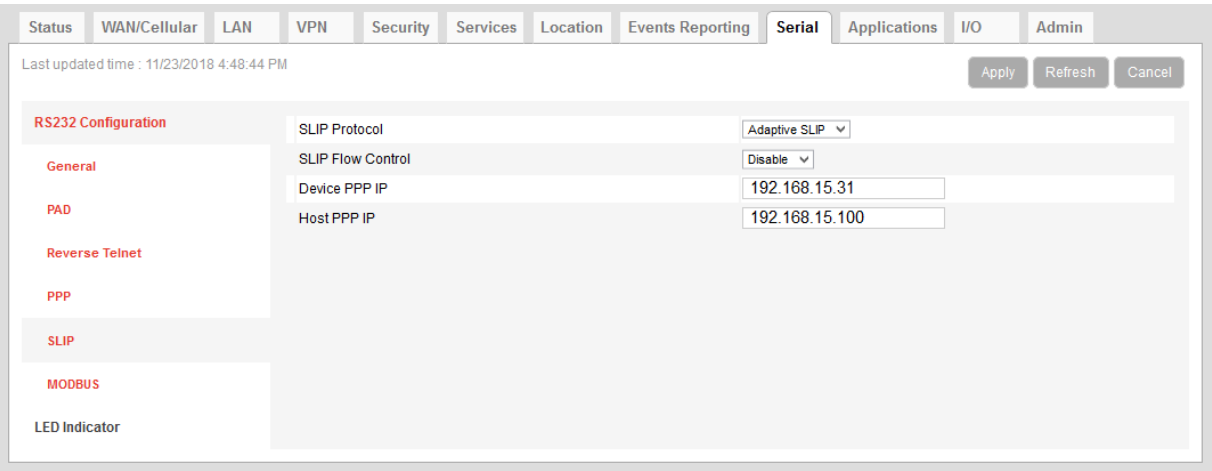 Status WAN/Cellular LAN VPN Security Services Location Events Reporting Serial Applications I/O Admin
Last updated time : 11/23/2018 4:48:44 PM
Apply Refresh Cancel
RS232 Configuration
General
PAD
Reverse Telnet
PPP
SLIP
MODBUS
LED Indicator
SLIP Protocol Adaptive SLIP
SLIP Flow Control Disable
Device PPP IP 192.168.15.31
Host PPP IP 192.168.15.100